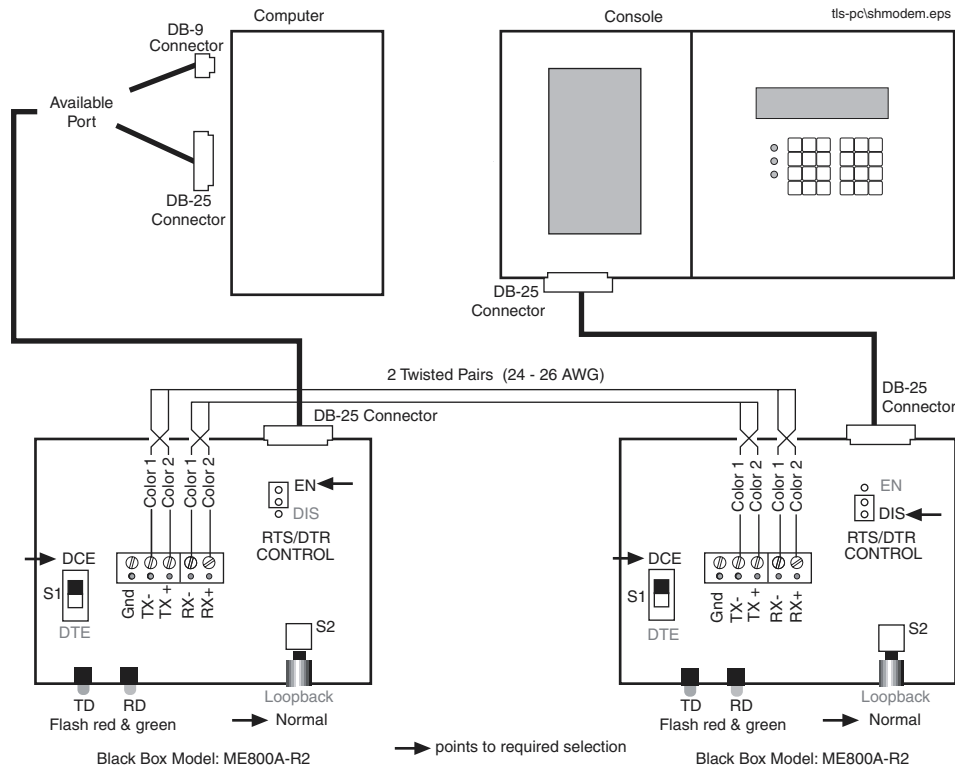 Computer
Console
tls-pc\shmodem.eps
DB-9
Connector
Available
Port
DB-25
Connector
DB-25
Connector
2 Twisted Pairs (24 - 26 AWG)
DB-25
Connector
DB-25 Connector
Color 1
Color 2
Color 1
Color 2
EN
DIS
RTS/DTR
CONTROL
DCE
S1
DTE
Gnd
TX-
TX +
RX-
RX+
S2
Loopback
Normal
TD
RD
Flash red & green
Black Box Model: ME800A-R2
Color 1
Color 2
Color 1
Color 2
EN
DIS
RTS/DTR
CONTROL
DCE
S1
DTE
Gnd
TX-
TX +
RX-
RX+
S2
Loopback
Normal
TD
RD
Flash red & green
points to required selection
Black Box Model: ME800A-R2